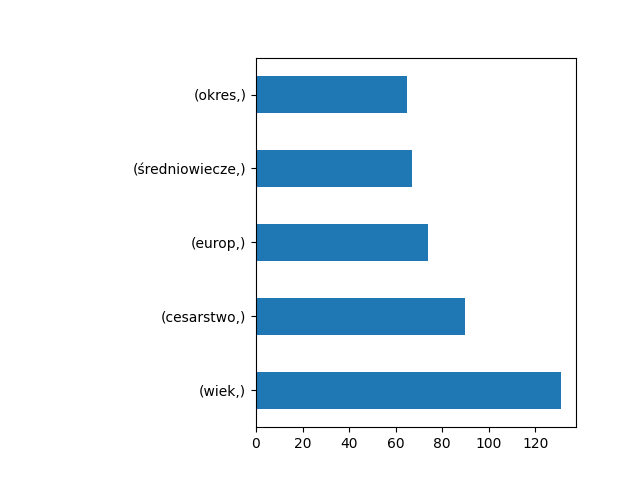 (okres,)
(średniowiecze,)
(europ,)
(cesarstwo,)
(wiek,)
0 20 40 60 80 100 120